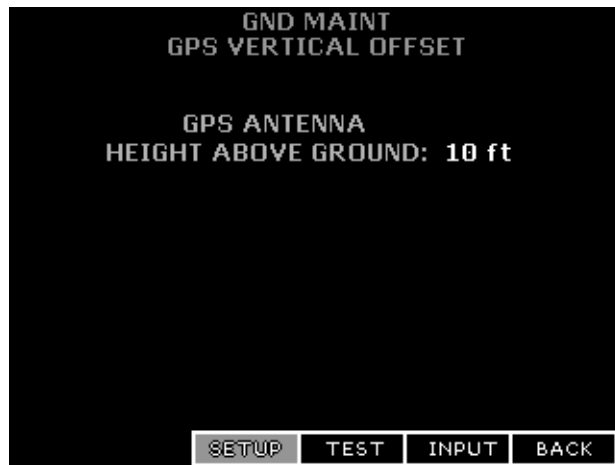 GND MAINT
GPS VERTICAL OFFSET
GPS ANTENNA
HEIGHT ABOVE GROUND: 10 ft
SETUP TEST INPUT BACK